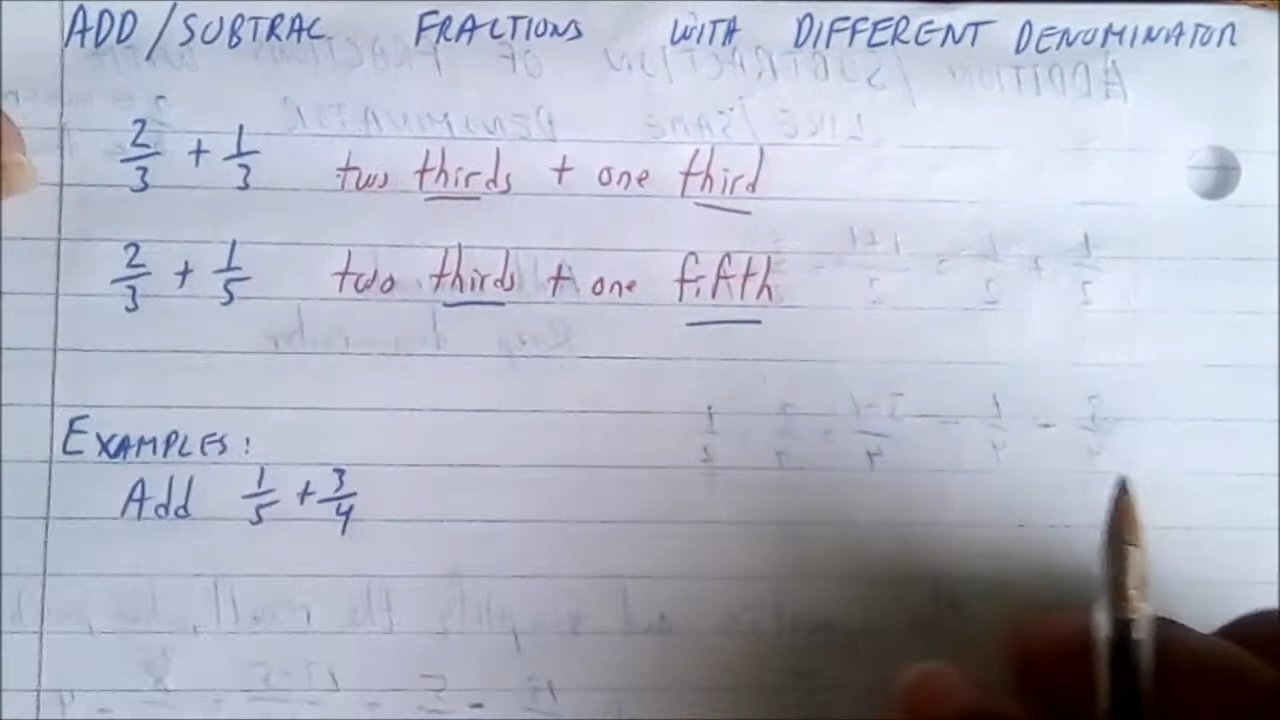 ADD/SUBTRAC FRACTIONS WITH DIFFERENT DENOMINATOR
2/3 + 1/3 two thirds + one third
2/3 + 1/5 two thirds + one fifth
EXAMPLES:
Add 1/5 + 3/4